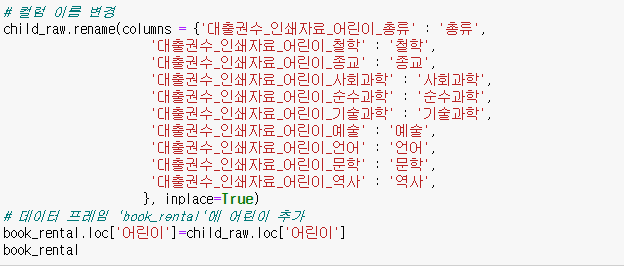 # 컬럼 이름 변경
child_raw.rename(columns = {'대출권수_인쇄자료_어린이_총류' : '총류',
'대출권수_인쇄자료_어린이_철학' : '철학',
'대출권수_인쇄자료_어린이_종교' : '종교',
'대출권수_인쇄자료_어린이_사회과학' : '사회과학',
'대출권수_인쇄자료_어린이_순수과학' : '순수과학',
'대출권수_인쇄자료_어린이_기술과학' : '기술과학',
'대출권수_인쇄자료_어린이_예술' : '예술',
'대출권수_인쇄자료_어린이_언어' : '언어',
'대출권수_인쇄자료_어린이_문학' : '문학',
'대출권수_인쇄자료_어린이_역사' : '역사',
}, inplace=True)
# 데이터 프레임 'book_rental'에 어린이 추가
book_rental.loc['어린이']=child_raw.loc['어린이']
book_rental